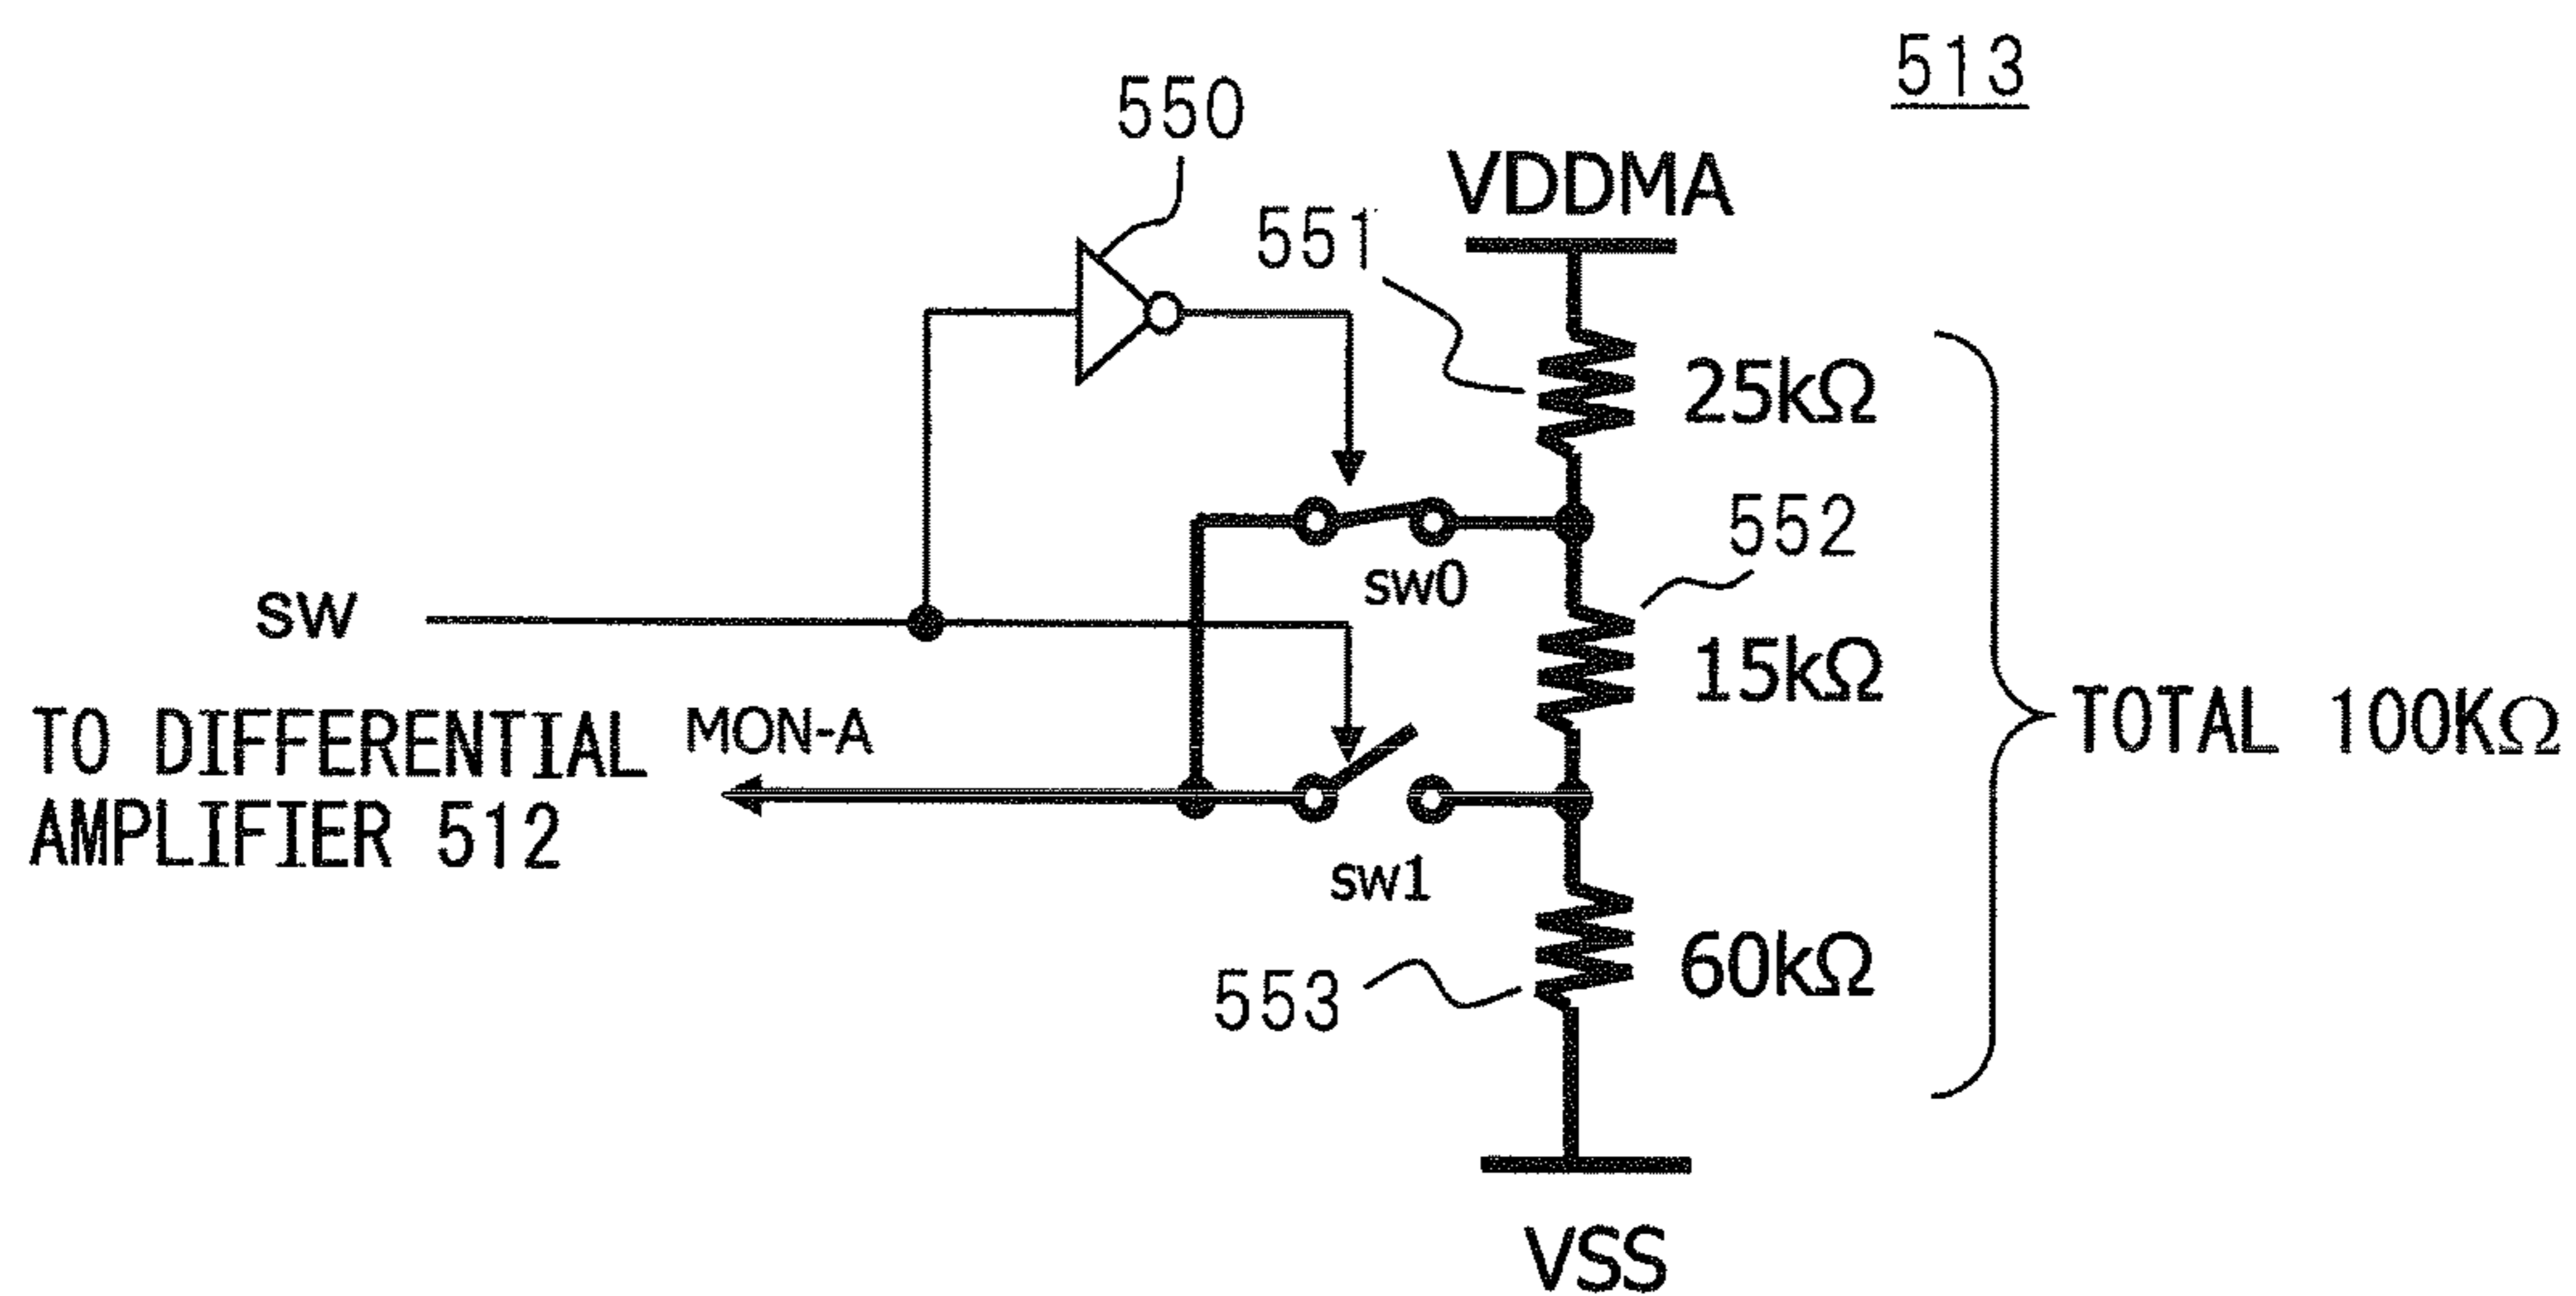 513
550
VDDMA
551
25kΩ
552
sw0
sw
15kΩ
TO DIFFERENTIAL
AMPLIFIER 512
MON-A
TOTAL 100KΩ
sw1
553
60kΩ
VSS